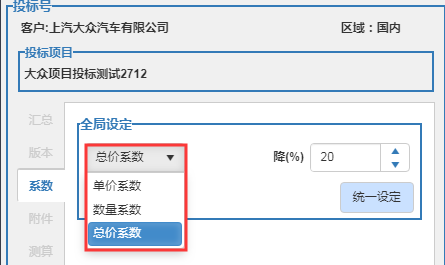 投标号
客户:上汽大众汽车有限公司 区域：国内
投标项目
大众项目投标测试2712
汇总
版本
系数
附件
测算
全局设定
总价系数 降(%) 20
单价系数
数量系数
总价系数
统一设定